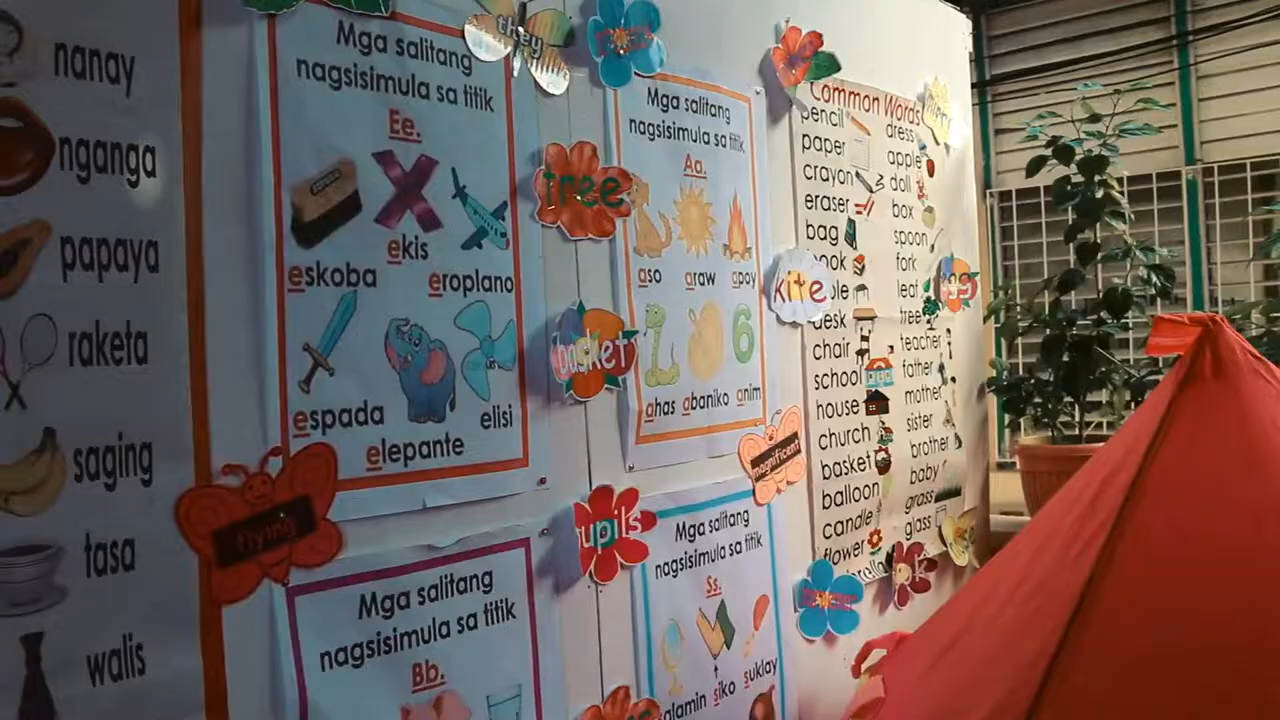 nanay
nganga
papaya
raketa
saging
tasa
walis
Mga salitang
nagsisimula sa titik
Ee.
eskoba
ekis
eroplano
espada
elepante
elisi
flying
Mga salitang
nagsisimula sa titik
Bb.
they
tree
basket
Mga salitang
nagsisimula sa titik
Aa.
aso araw apoy
ahas abaniko anim
kite
magnificent
upils
Mga salitang
nagsisimula sa titik
Ss.
salamin siko suklay
Common Words
pencil
paper
crayon
eraser
bag
desk
chair
school
house
church
basket
balloon
candle
flower
dress
apple
doll
box
spoon
fork
leaf
tree
teacher
father
mother
sister
brother
baby
grass
glass
egg